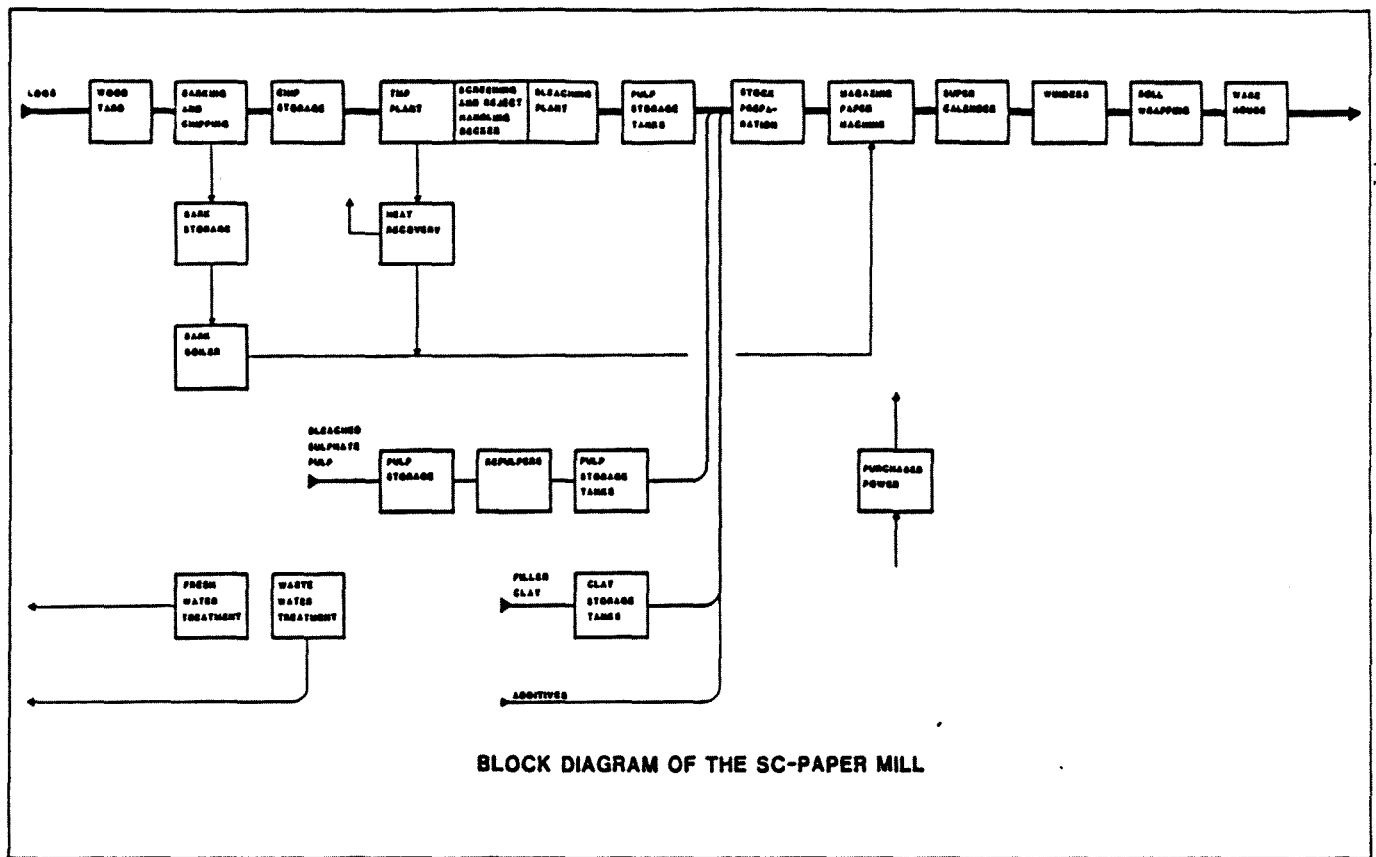 LOGS
WOOD
YARD
BARKING
AND
CHIPPING
CHIP
STORAGE
TMP
PLANT
SCREENING
AND REJECT
HANDLING
DECKER
BLEACHING
PLANT
PULP
STORAGE
TANKS
STOCK
PREPA-
RATION
MAGAZINE
PAPER
MACHINE
SUPER
CALENDER
WINDERS
ROLL
WRAPPING
WARE
HOUSE
BARK
STORAGE
HEAT
RECOVERY
BARK
BOILER
BLEACHED
SULPHATE
PULP
PULP
STORAGE
REPULPERS
PULP
STORAGE
TANKS
PURCHASED
POWER
FRESH
WATER
TREATMENT
WASTE
WATER
TREATMENT
FILLER
CLAY
CLAY
STORAGE
TANKS
ADDITIVES
BLOCK DIAGRAM OF THE SC-PAPER MILL